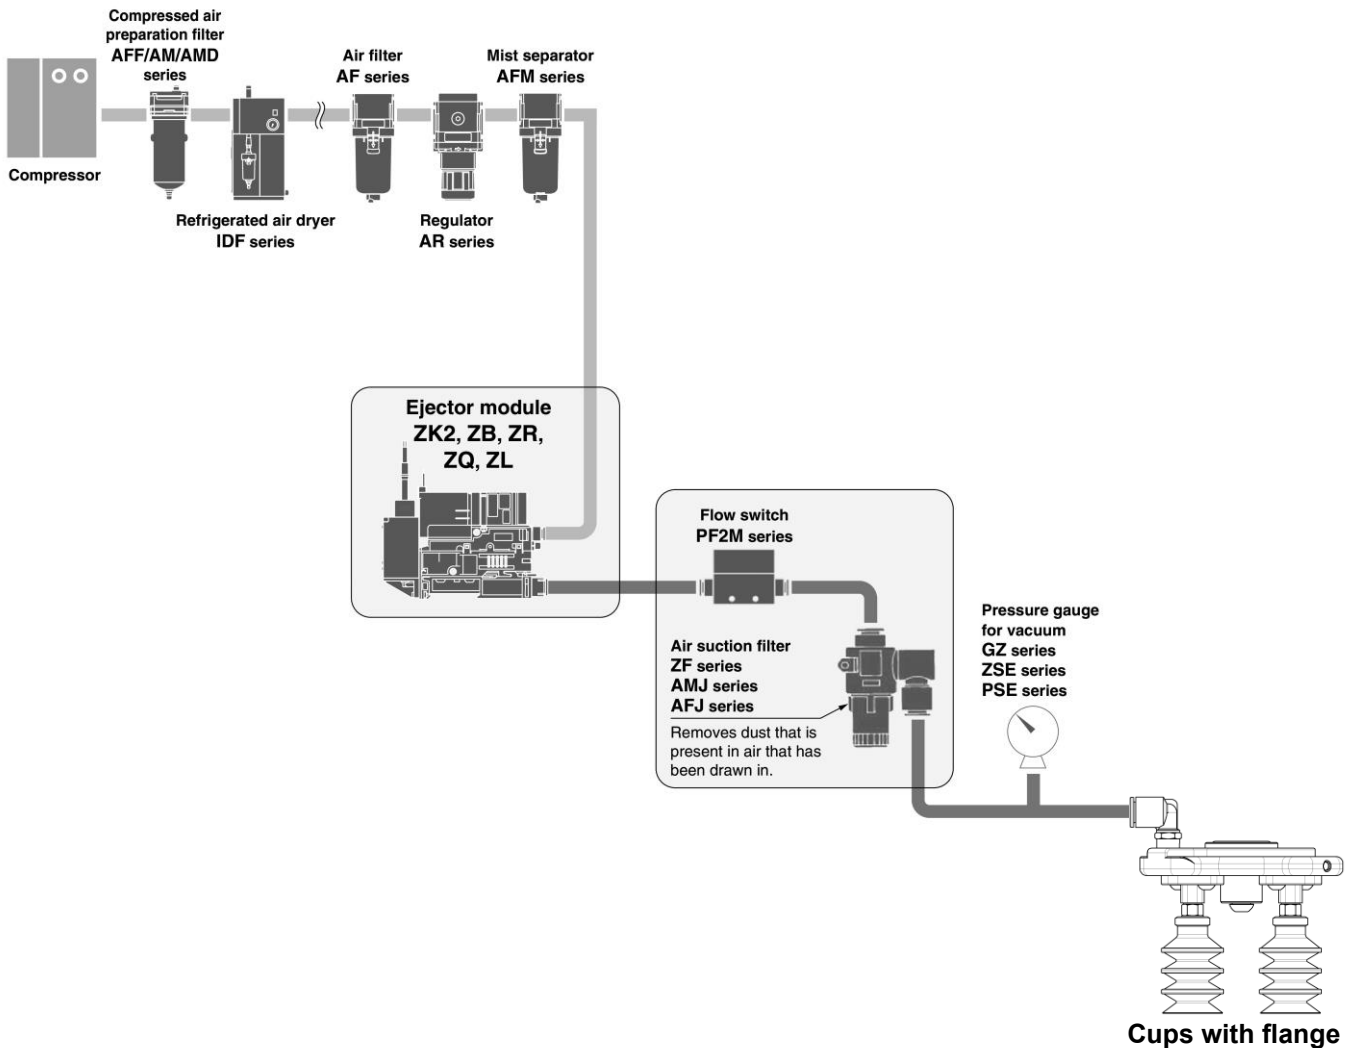 Compressed air
preparation filter
AFF/AM/AMD
series
Air filter
AF series
Mist separator
AFM series
Compressor
Refrigerated air dryer
IDF series
Regulator
AR series
Ejector module
ZK2, ZB, ZR,
ZQ, ZL
Flow switch
PF2M series
Air suction filter
ZF series
AMJ series
AFJ series
Removes dust that is
present in air that has
been drawn in.
Pressure gauge
for vacuum
GZ series
ZSE series
PSE series
Cups with flange